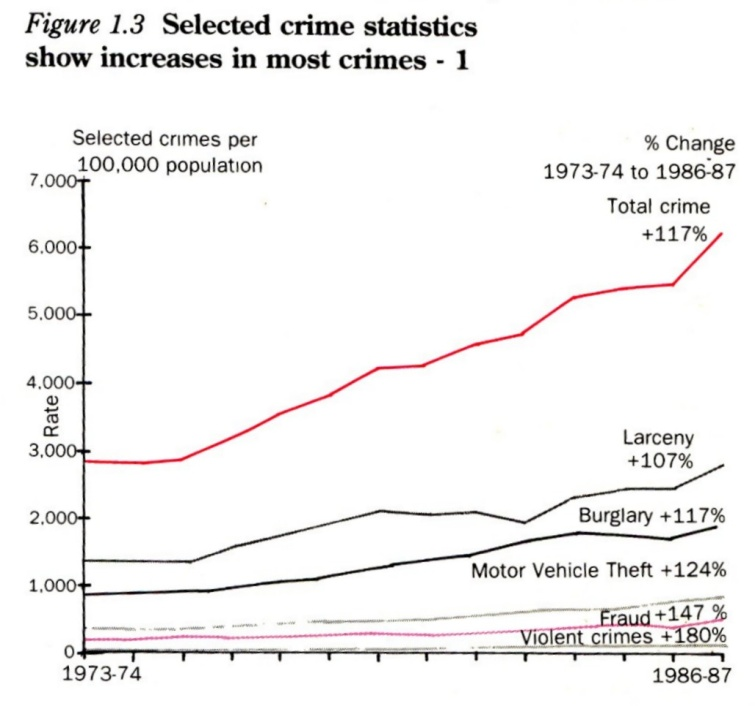 Figure 1.3 Selected crime statistics
show increases in most crimes - 1
Selected crimes per
100,000 population
% Change
1973-74 to 1986-87
Total crime
+117%
7.000
6.000
5.000
4.000
3,000
2,000
1,000
0
Rate
Larceny
+107%
Burglary +117%
Motor Vehicle Theft +124%
Fraud +147 %
Violent crimes +180%
1973-74
1986-87